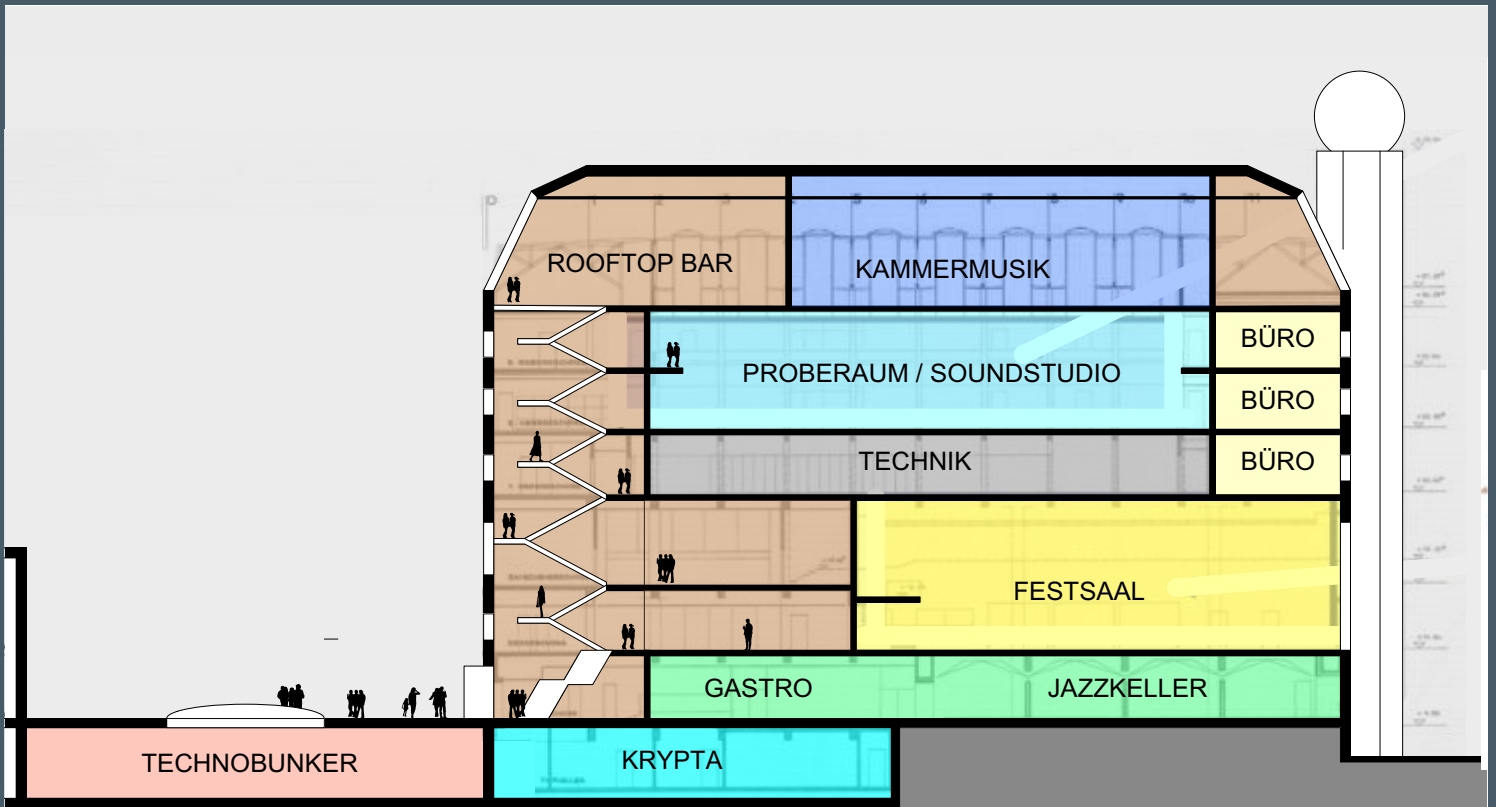 ROOFTOP BAR
KAMMERMUSIK
BÜRO
PROBERAUM / SOUNDSTUDIO
BÜRO
TECHNIK
BÜRO
FESTSAAL
GASTRO
JAZZKELLER
TECHNOBUNKER
KRYPTA